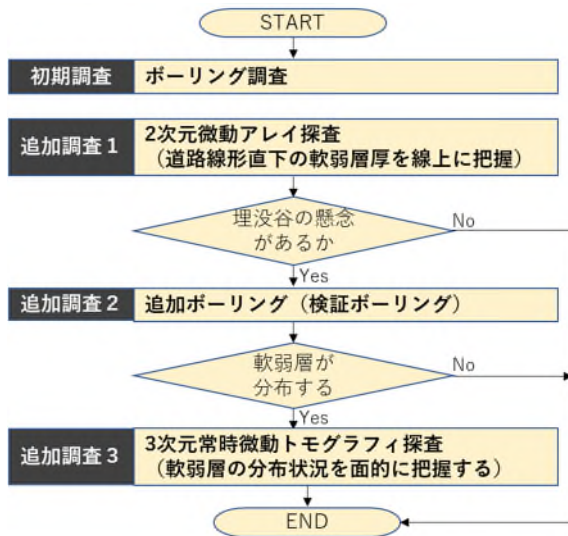 START
初期調査 ボーリング調査
追加調査1 2次元微動アレイ探査
（道路線形直下の軟弱層厚を線上に把握）
埋没谷の懸念
があるか
No
Yes
追加調査2 追加ボーリング（検証ボーリング）
軟弱層が
分布する
No
Yes
追加調査3 3次元常時微動トモグラフィ探査
（軟弱層の分布状況を面的に把握する）
END